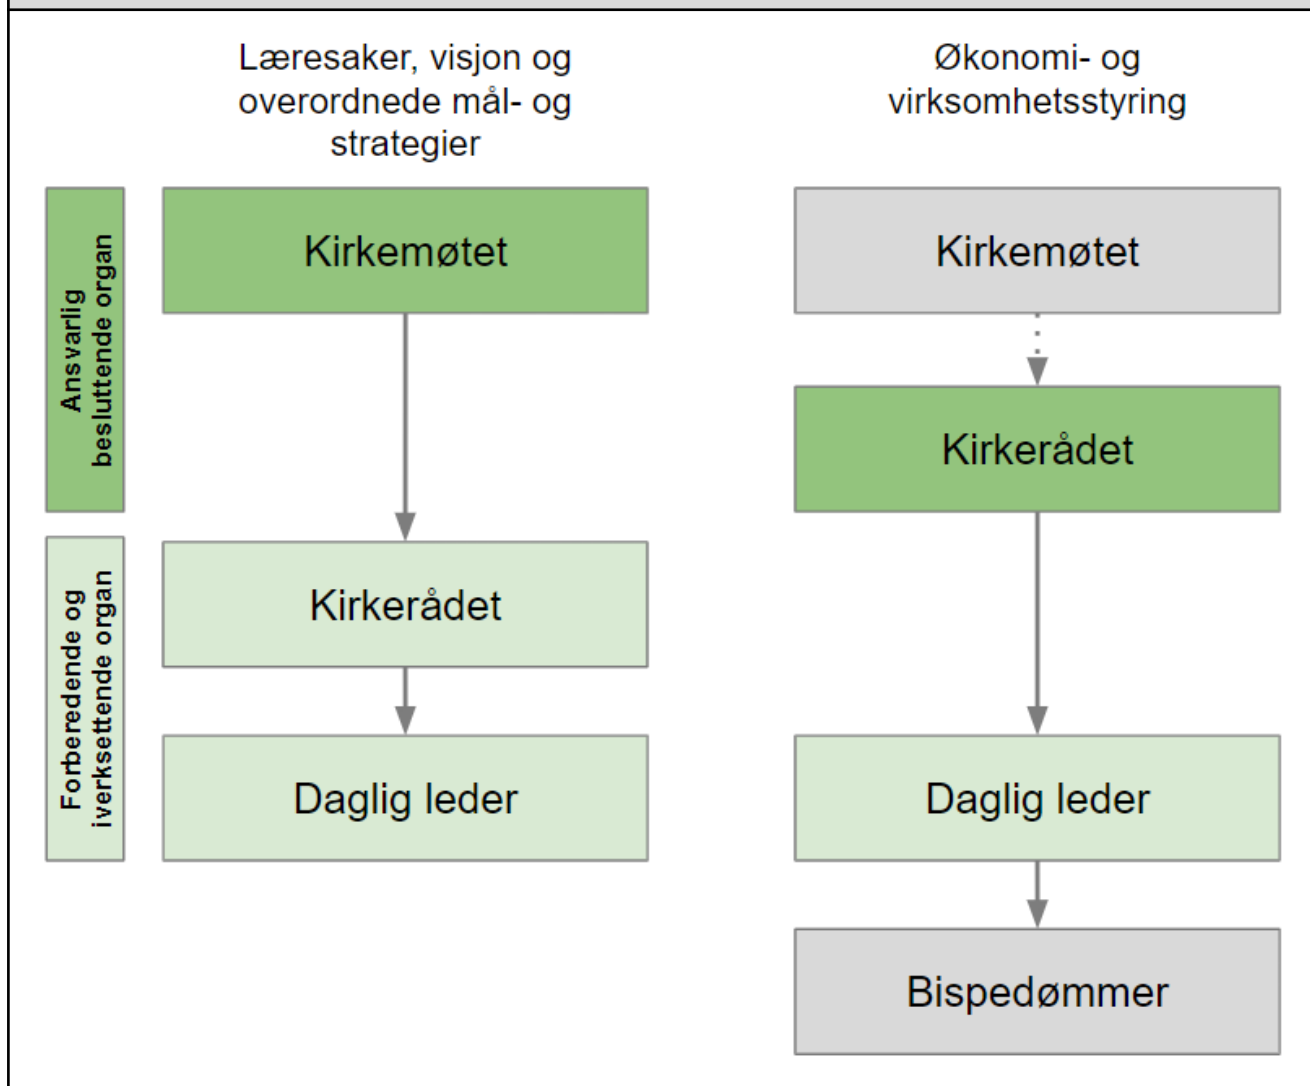 Læresaker, visjon og
overordnede mål- og
strategier
Økonomi- og
virksomhetsstyring
Ansvarlig
besluttende organ
Kirkemøtet
Kirkemøtet
Kirkerådet
Forberedende og
iverksettende organ
Kirkerådet
Daglig leder
Daglig leder
Bispedømmer